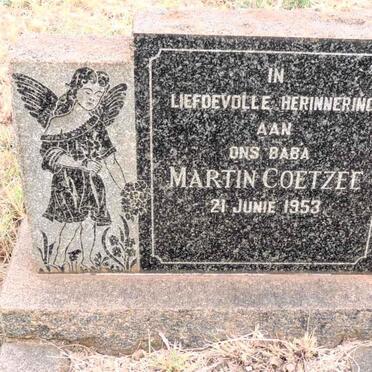 IN
LIEFDEVOLLE HERINNERING
AAN
ONS BABA
MARTIN COETZEE
21 JUNIE 1953